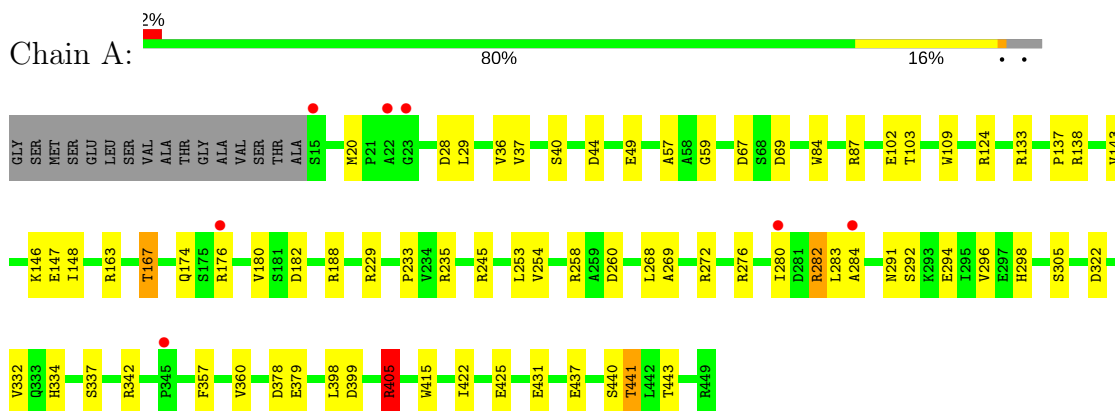 2%
Chain A:
80% 16% • •
GLY SER MET SER GLU LEU SER VAL ALA THR GLY ALA VAL SER THR ALA S15 M20 P21 A22 G23 D28 L29 V36 V37 S40 D44 E49 A57 A58 G59 D67 S68 D69 W84 R87 E102 T103 W109 R124 R133 P137 R138 V143
K146 E147 I148 R163 T167 Q174 S175 R176 V180 S181 D182 R188 R229 P233 V234 R235 R245 L253 V254 R258 A259 D260 L268 A269 R272 R276 I280 D281 R282 L283 A284 N291 S292 K293 E294 I295 V296 E297 H298 S305 D322
V332 Q333 H334 S337 R342 P345 F357 V360 D378 E379 L398 D399 R405 W415 I422 E425 E431 E437 S440 T441 L442 T443 R449